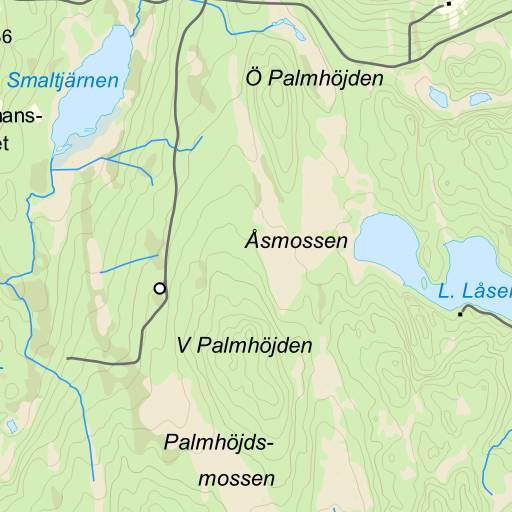 Smaltjärnen
Ö Palmhöjden
Åsmossen
L. Låsen
V Palmhöjden
Palmhöjds-
mossen